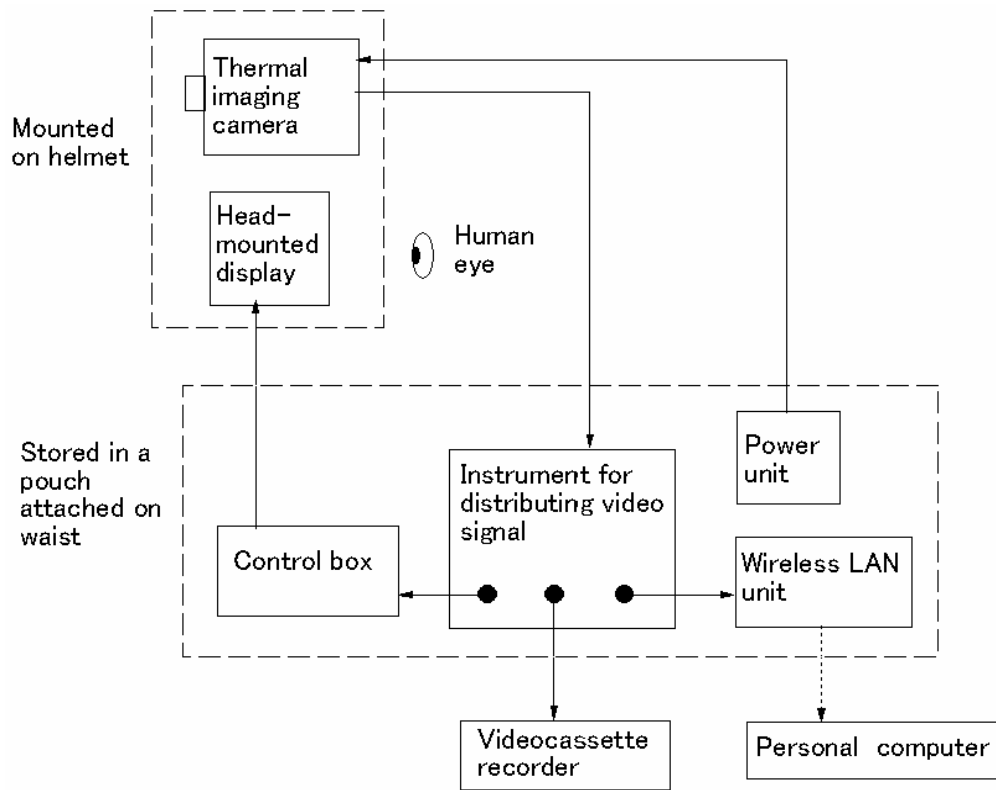 Thermal
imaging
camera
Mounted
on helmet
Head-
mounted
display
Human
eye
Stored in a
pouch
attached on
waist
Power
unit
Instrument for
distributing video
signal
Control box
Wireless LAN
unit
Videocassette
recorder
Personal computer